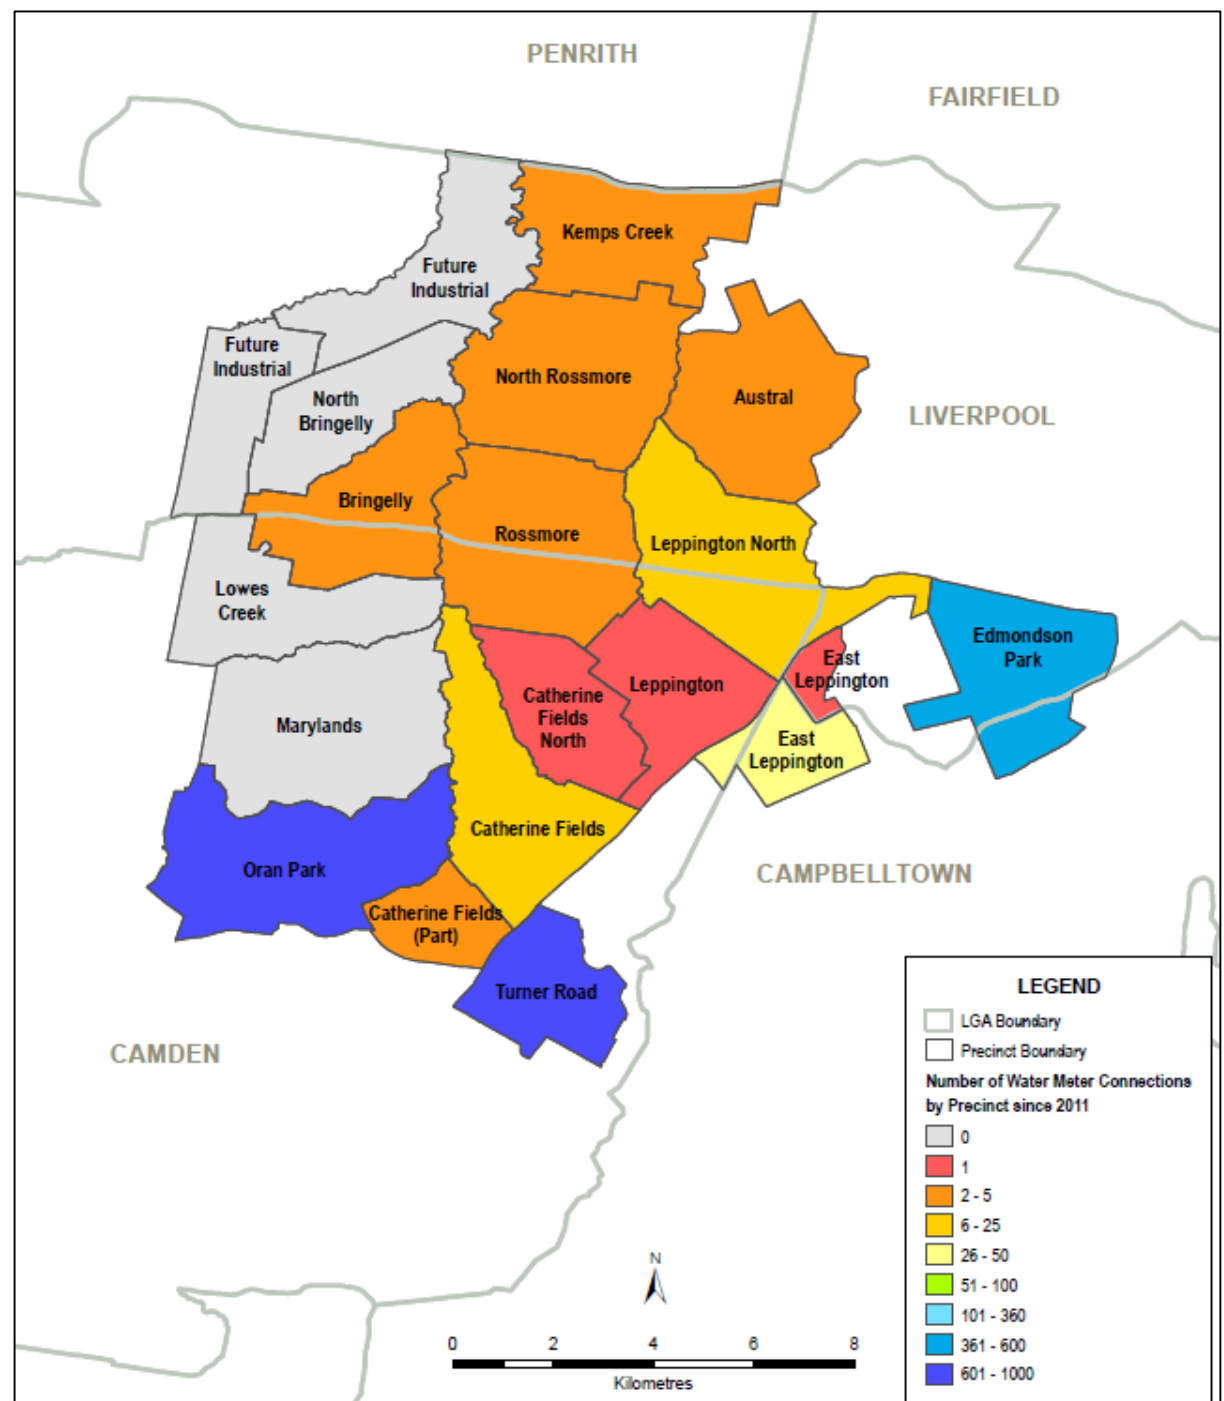 PENRITH
FAIRFIELD
Kemps Creek
Future
Industrial
Future
Industrial
North Rossmore
North
Bringelly
Austral
LIVERPOOL
Bringelly
Rossmore
Leppington North
Lowes
Creek
Edmondson
Park
East
Leppington
Leppington
Catherine
Fields
North
Marylands
East
Leppington
Catherine Fields
Oran Park
CAMPBELLTOWN
Catherine Fields
(Part)
Turner Road
CAMDEN
LEGEND
LGA Boundary
Precinct Boundary
Number of Water Meter Connections
by Precinct since 2011
0
1
2 - 5
6 - 25
26 - 50
51 - 100
101 - 360
361 - 600
601 - 1000
N
0 2 4 6 8
Kilometres